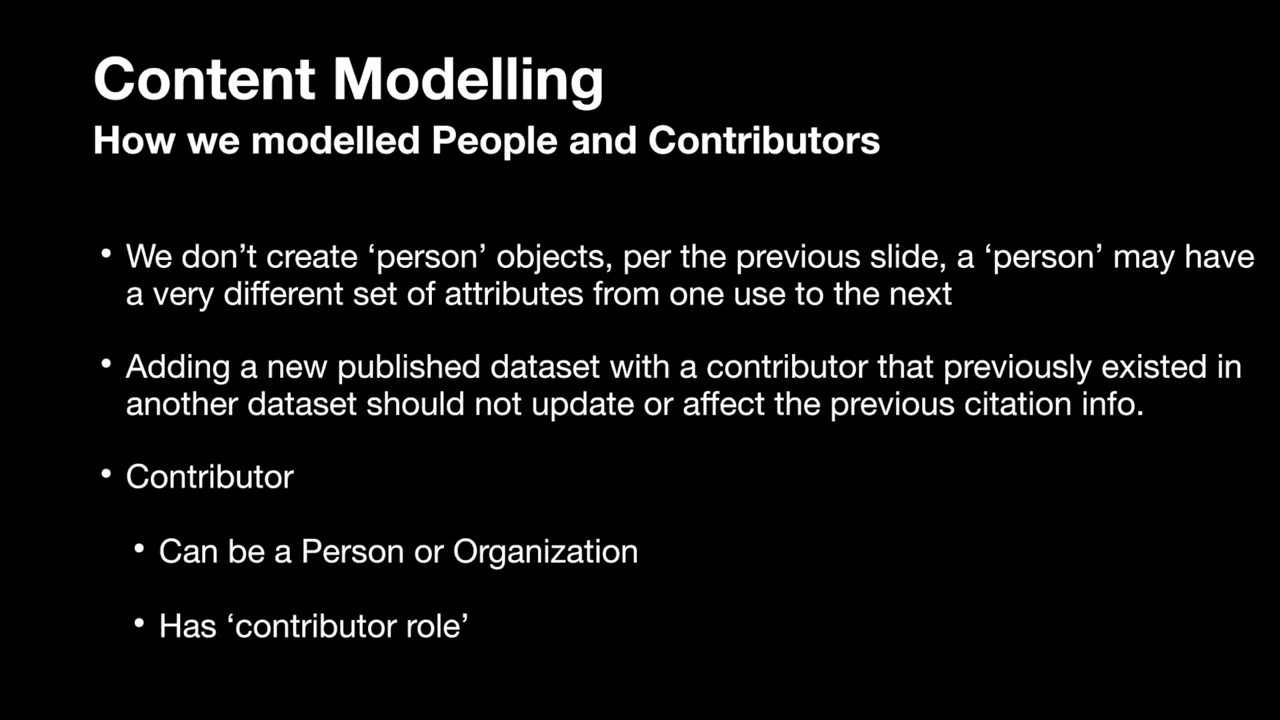 Content Modelling
How we modelled People and Contributors
• We don’t create ‘person’ objects, per the previous slide, a ‘person’ may have
a very different set of attributes from one use to the next
• Adding a new published dataset with a contributor that previously existed in
another dataset should not update or affect the previous citation info.
• Contributor
• Can be a Person or Organization
• Has ‘contributor role’